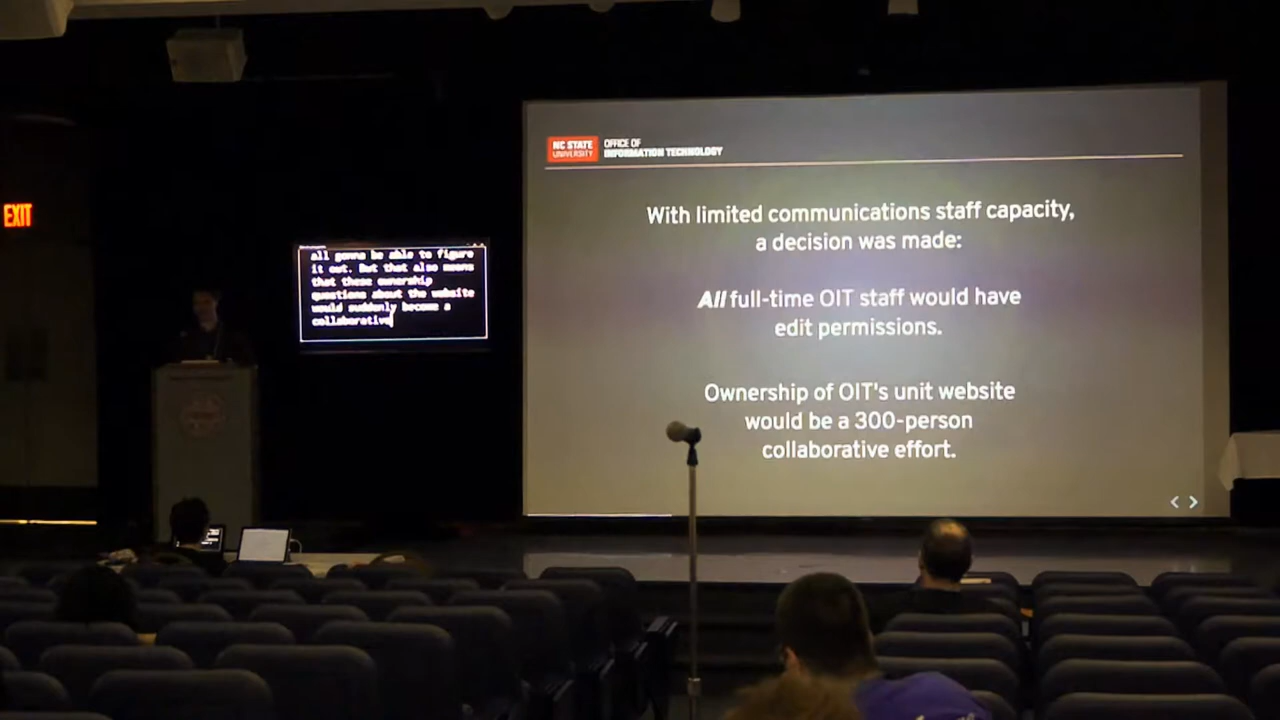 EXIT
all gonna be able to figure
it out. But that also means
that these ownership
questions about the website
would suddenly become a
collaborative
NC STATE
UNIVERSITY
OFFICE OF
INFORMATION TECHNOLOGY
With limited communications staff capacity,
a decision was made:
All full-time OIT staff would have
edit permissions.
Ownership of OIT's unit website
would be a 300-person
collaborative effort.